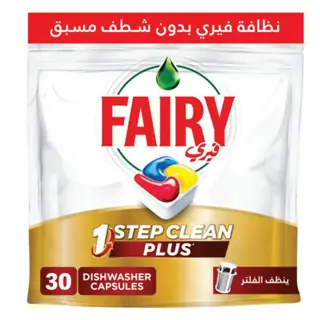 نظافة فيري بدون شطف مسبق
FAIRY
فيري
1 STEP CLEAN
PLUS
30 DISHWASHER
CAPSULES
ينظف الفلتر